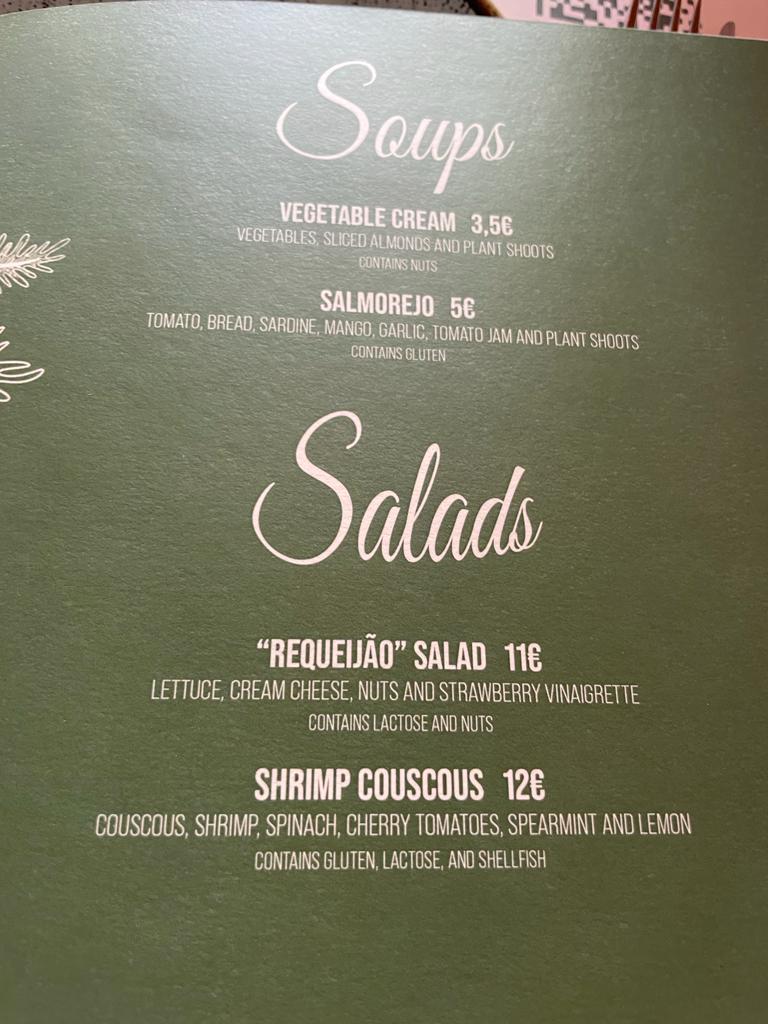 Soups
VEGETABLE CREAM 3,5€
VEGETABLES, SLICED ALMONDS AND PLANT SHOOTS
CONTAINS NUTS
SALMOREJO 5€
TOMATO, BREAD, SARDINE, MANGO, GARLIC, TOMATO JAM AND PLANT SHOOTS
CONTAINS GLUTEN
Salads
“REQUEIJÃO” SALAD 11€
LETTUCE, CREAM CHEESE, NUTS AND STRAWBERRY VINAIGRETTE
CONTAINS LACTOSE AND NUTS
SHRIMP COUSCOUS 12€
COUSCOUS, SHRIMP, SPINACH, CHERRY TOMATOES, SPEARMINT AND LEMON
CONTAINS GLUTEN, LACTOSE, AND SHELLFISH